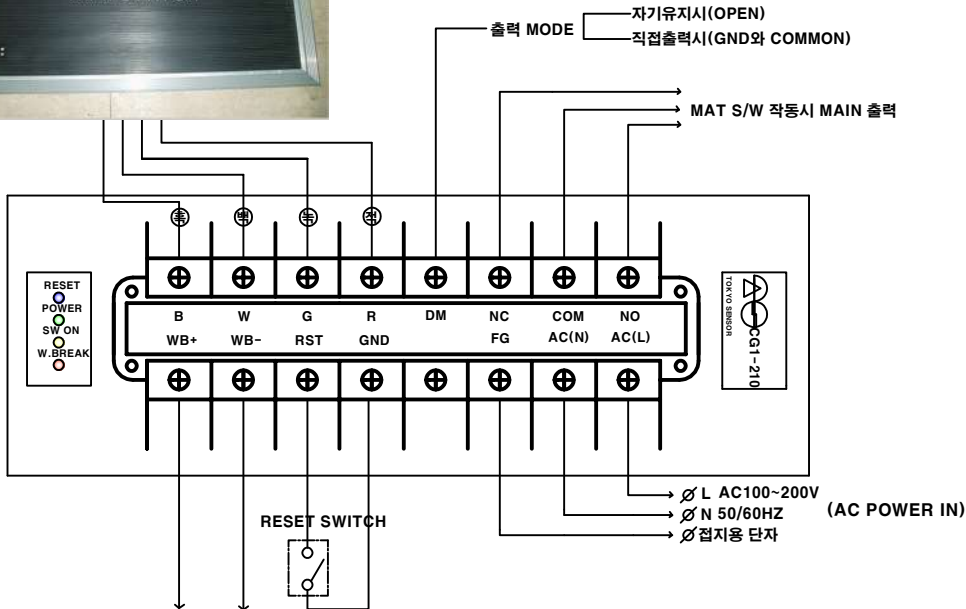 출력 MODE
자기유지시(OPEN)
직접출력시(GND와 COMMON)
MAT S/W 작동시 MAIN 출력
흑 백 녹 적
RESET
POWER
SW ON
W.BREAK
B W G R DM NC COM NO
WB+ WB- RST GND FG AC(N) AC(L)
TOKYO SENSOR
CG1-210
RESET SWITCH
L AC100~200V
N 50/60HZ
접지용 단자
(AC POWER IN)